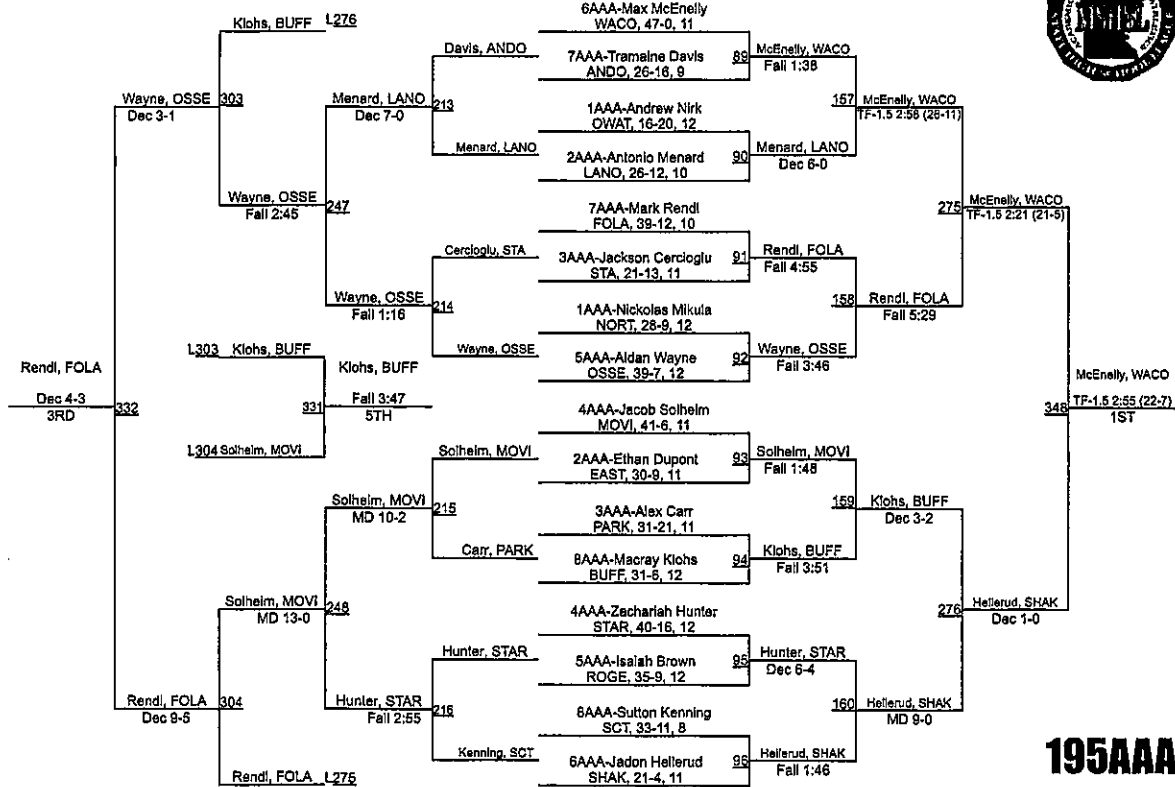 Klohs, BUFF L276
Wayne, OSSE 303
Dec 3-1
Wayne, OSSE 247
Fall 2:45
Menard, LANO 213
Dec 7-0
Davis, ANDO
Menard, LANO
Wayne, OSSE 214
Fall 1:16
Cercioglu, STA
Wayne, OSSE
Rendl, FOLA 332
Dec 4-3
3RD
L303 Klohs, BUFF
Klohs, BUFF
331 Fall 3:47
5TH
L304 Solheim, MOVI
Solheim, MOVI 215
MD 10-2
Solheim, MOVI
Carr, PARK
Solheim, MOVI 248
MD 13-0
Hunter, STAR 216
Fall 2:55
Hunter, STAR
Kenning, SCT
Rendl, FOLA 304
Dec 9-5
Rendl, FOLA L275
6AAA-Max McEnelly
WACO, 47-0, 11
7AAA-Tramaine Davis 89
ANDO, 26-16, 9
1AAA-Andrew Nirk
OWAT, 16-20, 12
2AAA-Antonio Menard 90
LANO, 26-12, 10
7AAA-Mark Rendl
FOLA, 39-12, 10
3AAA-Jackson Cercioglu 91
STA, 21-13, 11
1AAA-Nickolas Mikula
NORT, 28-9, 12
5AAA-Aidan Wayne 92
OSSE, 39-7, 12
4AAA-Jacob Solheim
MOVI, 41-6, 11
2AAA-Ethan Dupont 93
EAST, 30-9, 11
3AAA-Alex Carr
PARK, 31-21, 11
8AAA-Macray Klohs 94
BUFF, 31-6, 12
4AAA-Zachariah Hunter
STAR, 40-16, 12
5AAA-Isaiah Brown 95
ROGE, 35-9, 12
8AAA-Sutton Kenning
SCT, 33-11, 8
6AAA-Jadon Hellerud 96
SHAK, 21-4, 11
McEnelly, WACO
Fall 1:38
Menard, LANO
Dec 6-0
Rendl, FOLA
Fall 4:55
Wayne, OSSE
Fall 3:46
Solheim, MOVI
Fall 1:48
Klohs, BUFF
Fall 3:51
Hunter, STAR
Dec 6-4
Hellerud, SHAK
Fall 1:46
157 McEnelly, WACO
TF-1.5 2:58 (26-11)
158 Rendl, FOLA
Fall 5:29
159 Klohs, BUFF
Dec 3-2
160 Hellerud, SHAK
MD 9-0
275 McEnelly, WACO
TF-1.5 2:21 (21-5)
276 Hellerud, SHAK
Dec 1-0
McEnelly, WACO
348 TF-1.5 2:55 (22-7)
1ST
195AAA